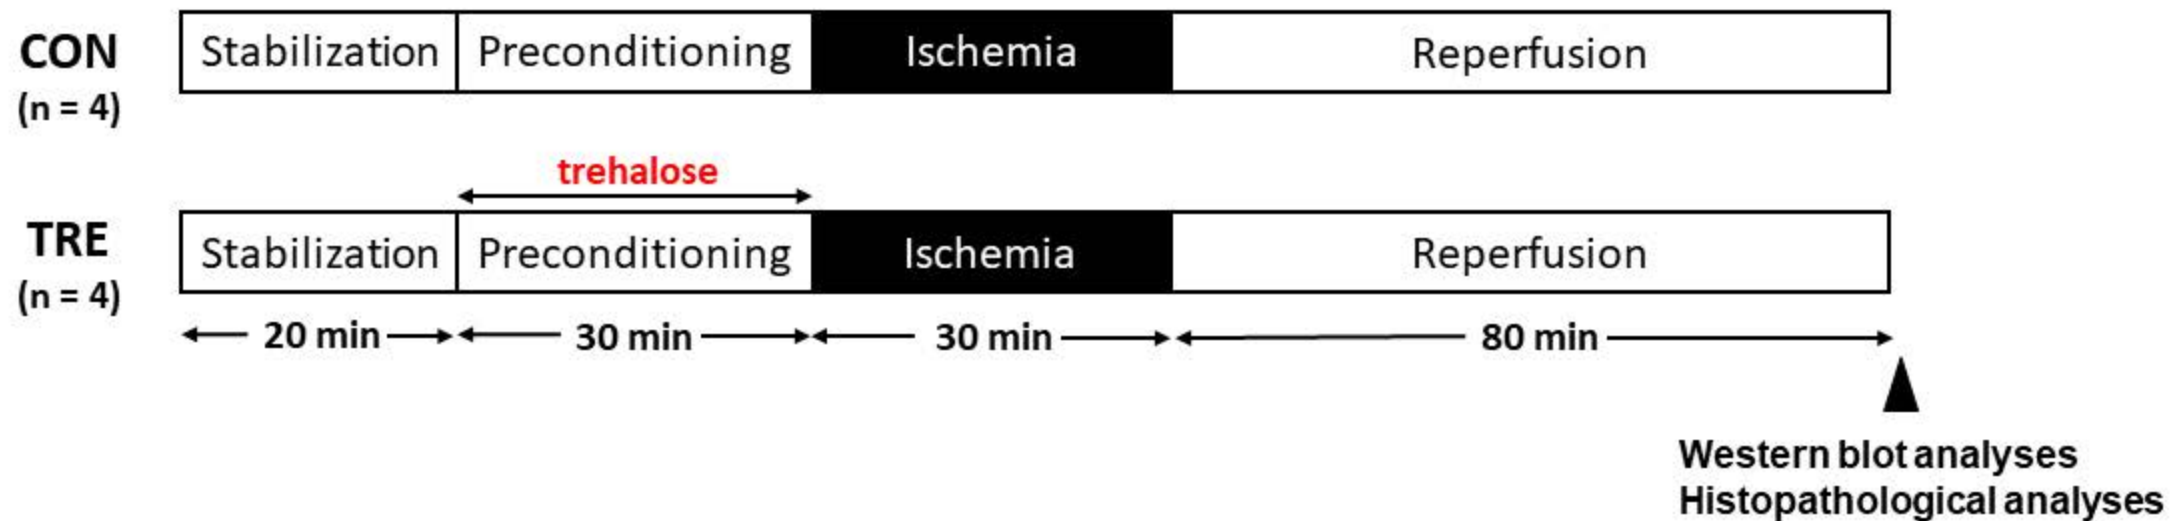 CON
(n = 4)
Stabilization Preconditioning Ischemia Reperfusion
trehalose
TRE
(n = 4)
Stabilization Preconditioning Ischemia Reperfusion
20 min 30 min 30 min 80 min
Western blot analyses
Histopathological analyses